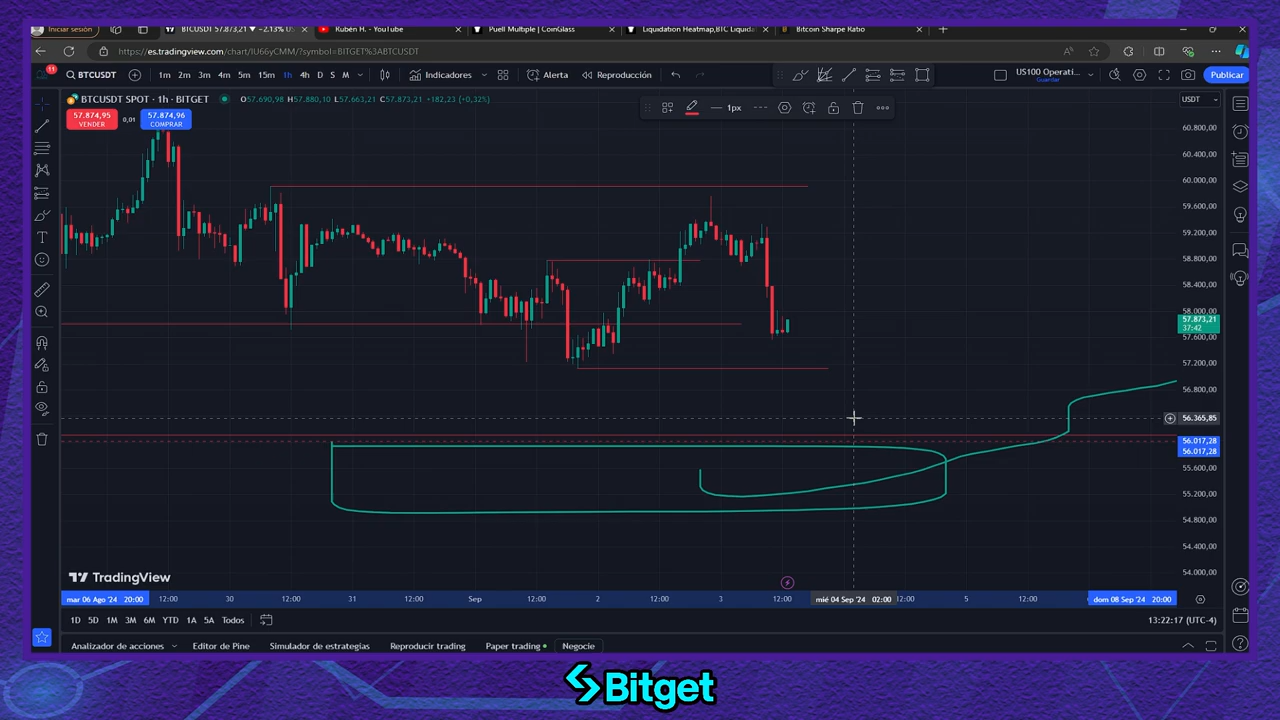 Iniciar sesión
BTCUSDT 57.873,21 ▼ −2.13% US
Rubén H. - YouTube
Puell Multiple | CoinGlass
Liquidation Heatmap,BTC Liquida
Bitcoin Sharpe Ratio
https://es.tradingview.com/chart/IU66yCMM/?symbol=BITGET%3ABTCUSDT
11
BTCUSDT
1m 2m 3m 4m 5m 15m 1h 4h D S M
Indicadores
Alerta
Reproducción
US100 Operati...
Guardar
Publicar
BTCUSDT SPOT · 1h · BITGET
O57.690,98 H57.880,10 L57.663,21 C57.873,21 +182,23 (+0,32%)
1px
USDT
57.874,95
VENDER
0,01
57.874,96
COMPRAR
60.800,00
60.400,00
60.000,00
59.600,00
59.200,00
58.800,00
58.400,00
58.000,00
57.873,21
37:42
57.600,00
57.200,00
56.800,00
56.365,85
56.017,28
56.017,28
55.600,00
55.200,00
54.800,00
54.400,00
54.000,00
TradingView
mar 06 Ago '24 20:00
12:00 30 12:00 31 12:00 Sep 12:00 2 12:00 3 12:00
mié 04 Sep '24 02:00
12:00 5 12:00
dom 08 Sep '24 20:00
1D 5D 1M 3M 6M YTD 1A 5A Todos
13:22:17 (UTC-4)
Analizador de acciones
Editor de Pine
Simulador de estrategias
Reproducir trading
Paper trading
Negocie
Bitget